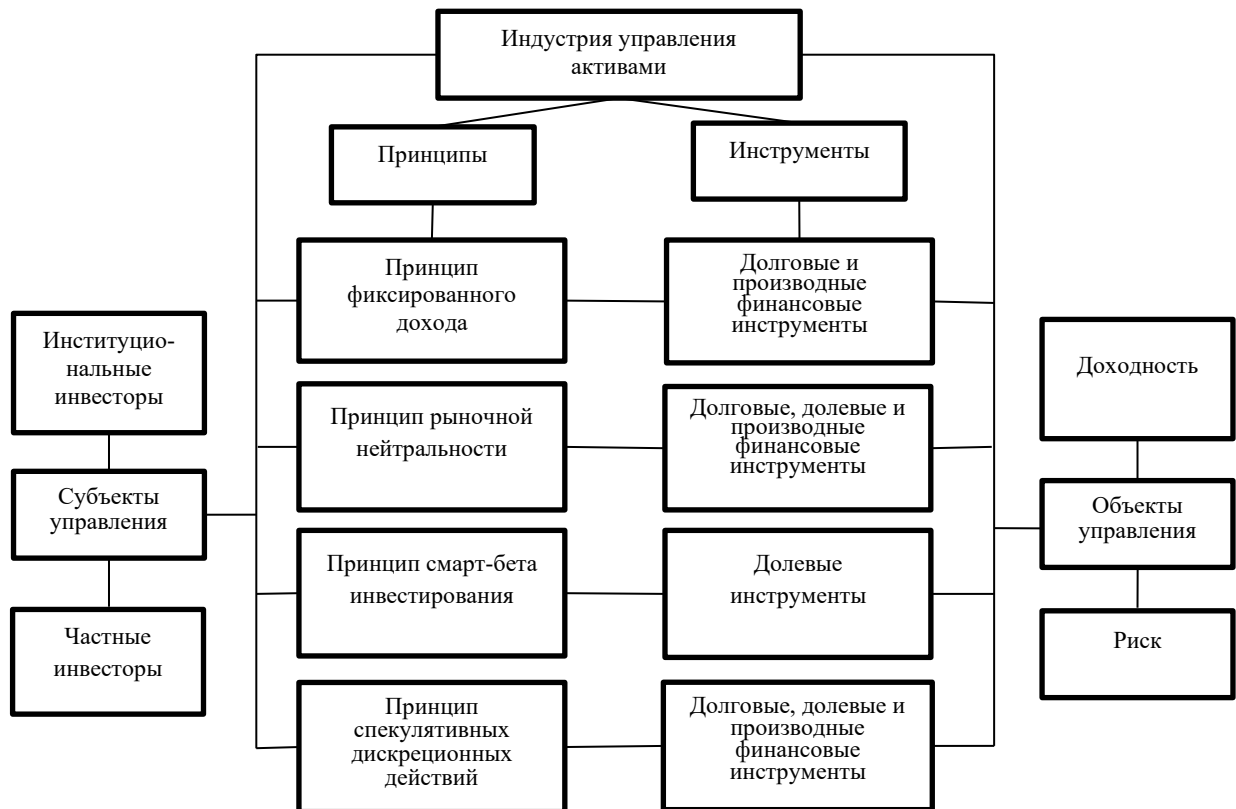 Индустрия управления
активами
Принципы
Инструменты
Принцип
фиксированного
дохода
Долговые и
производные
финансовые
инструменты
Институцио-
нальные
инвесторы
Доходность
Принцип рыночной
нейтральности
Долговые, долевые и
производные
финансовые
инструменты
Субъекты
управления
Объекты
управления
Принцип смарт-бета
инвестирования
Долевые
инструменты
Частные
инвесторы
Риск
Принцип
спекулятивных
дискреционных
действий
Долговые, долевые и
производные
финансовые
инструменты